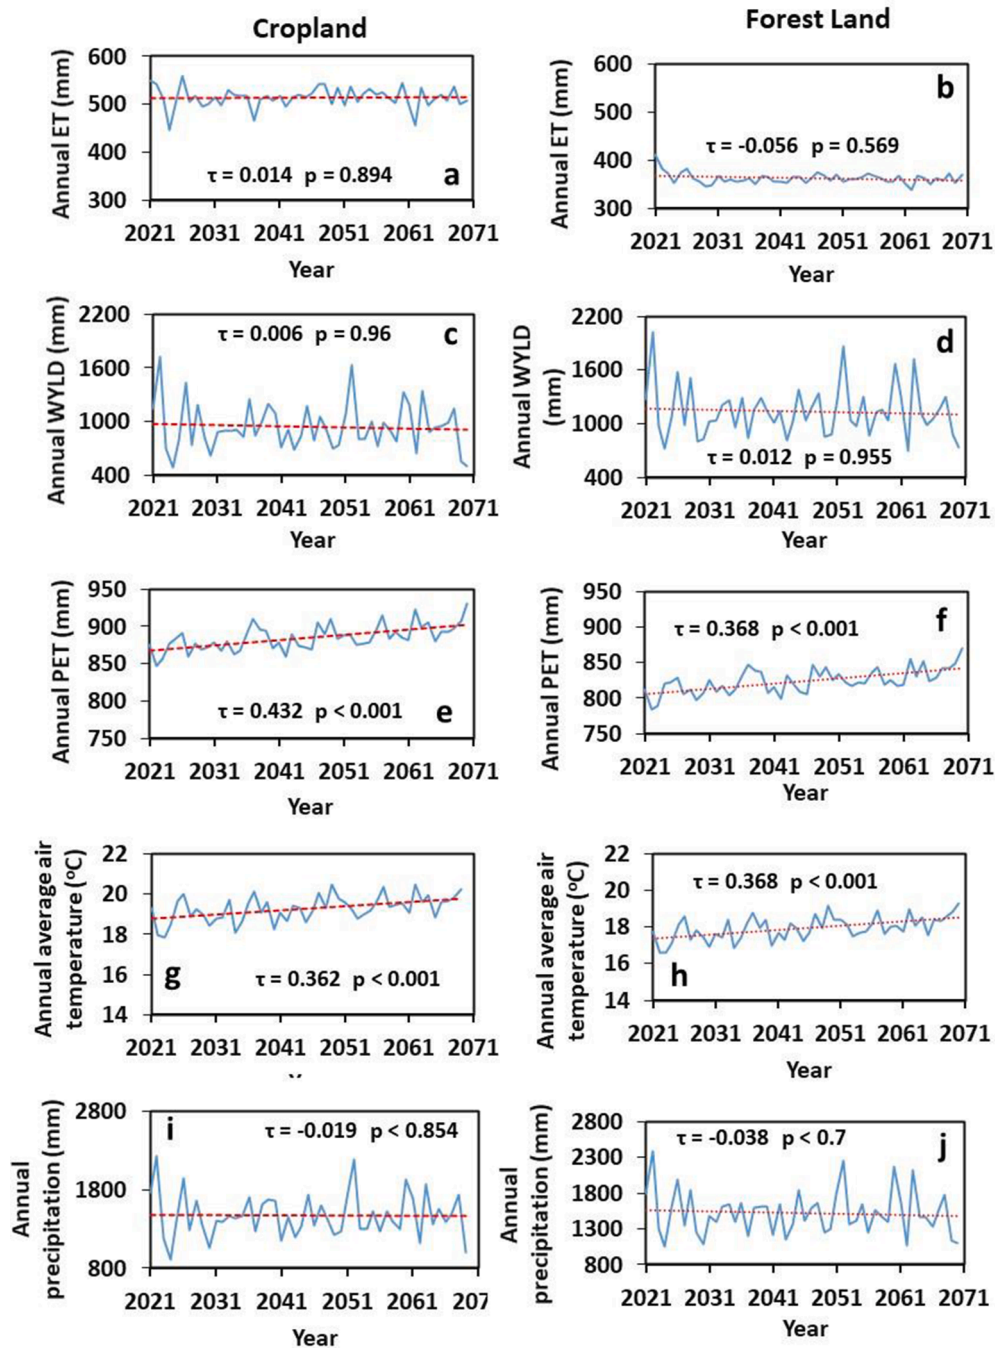 Cropland
Forest Land
Annual ET (mm)
600
500
400
300
τ = 0.014 p = 0.894
a
2021 2031 2041 2051 2061 2071
Year
Annual ET (mm)
600
500
400
300
b
τ = -0.056 p = 0.569
2021 2031 2041 2051 2061 2071
Year
Annual WYLD (mm)
2200
1600
1000
400
τ = 0.006 p = 0.96
c
2021 2031 2041 2051 2061 2071
Year
Annual WYLD
(mm)
2200
1600
1000
400
d
τ = 0.012 p = 0.955
2021 2031 2041 2051 2061 2071
Year
Annual PET (mm)
950
900
850
800
750
τ = 0.432 p < 0.001
e
2021 2031 2041 2051 2061 2071
Year
Annual PET (mm)
950
900
850
800
750
τ = 0.368 p < 0.001
f
2021 2031 2041 2051 2061 2071
Year
Annual average air
temperature (oC)
22
20
18
16
14
g
τ = 0.362 p < 0.001
2021 2031 2041 2051 2061 2071
Annual average air
temperature (oC)
22
20
18
16
14
τ = 0.368 p < 0.001
h
2021 2031 2041 2051 2061 2071
Year
Annual
precipitation (mm)
2800
1800
800
i
τ = -0.019 p < 0.854
2021 2031 2041 2051 2061 207
Year
Annual
precipitation (mm)
2800
2300
1800
1300
800
τ = -0.038 p < 0.7
j
2021 2031 2041 2051 2061 2071
Year